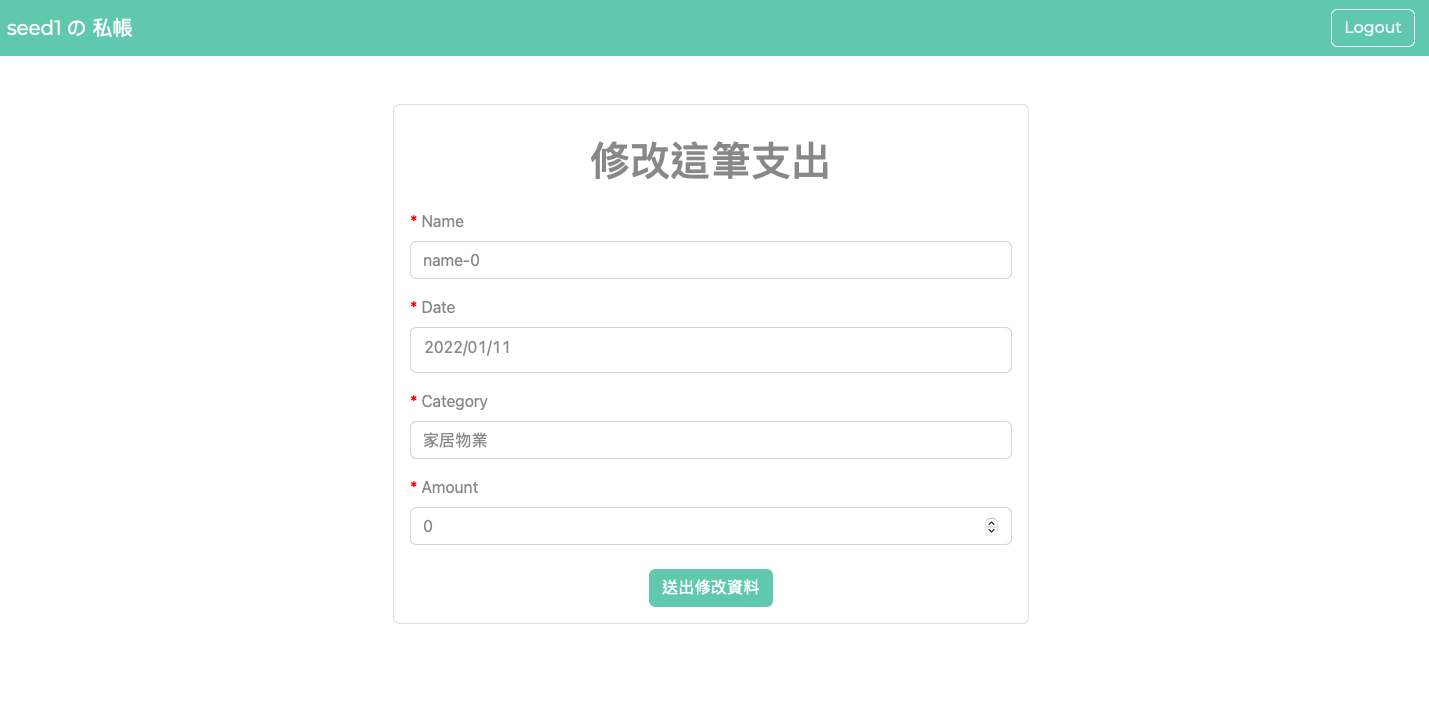 seed1 の 私帳
Logout
修改這筆支出
* Name
name-0
* Date
2022/01/11
* Category
家居物業
* Amount
0
送出修改資料